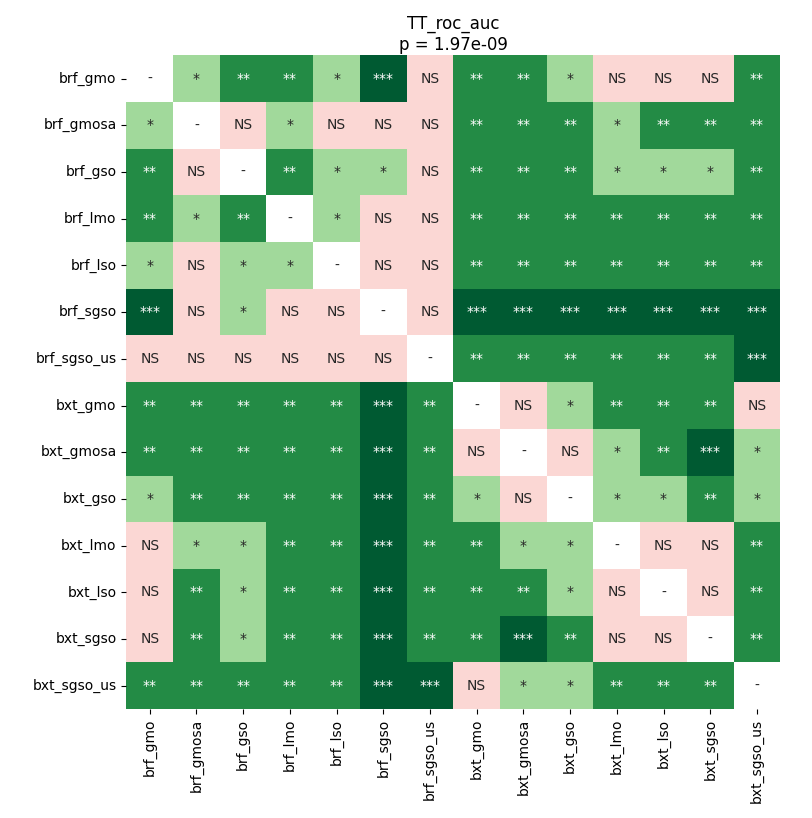 TT_roc_auc
p = 1.97e-09
brf_gmo - * ** ** * *** NS ** ** * NS NS NS **
brf_gmosa * - NS * NS NS NS ** ** ** * ** ** **
brf_gso ** NS - ** * * NS ** ** ** * * * **
brf_lmo ** * ** - * NS NS ** ** ** ** ** ** **
brf_lso * NS * * - NS NS ** ** ** ** ** ** **
brf_sgso *** NS * NS NS - NS *** *** *** *** *** *** ***
brf_sgso_us NS NS NS NS NS NS - ** ** ** ** ** ** ***
bxt_gmo ** ** ** ** ** *** ** - NS * ** ** ** NS
bxt_gmosa ** ** ** ** ** *** ** NS - NS * ** *** *
bxt_gso * ** ** ** ** *** ** * NS - * * ** *
bxt_lmo NS * * ** ** *** ** ** * * - NS NS **
bxt_lso NS ** * ** ** *** ** ** ** * NS - NS **
bxt_sgso NS ** * ** ** *** ** ** *** ** NS NS - **
bxt_sgso_us ** ** ** ** ** *** *** NS * * ** ** ** -
brf_gmo brf_gmosa brf_gso brf_lmo brf_lso brf_sgso brf_sgso_us bxt_gmo bxt_gmosa bxt_gso bxt_lmo bxt_lso bxt_sgso bxt_sgso_us